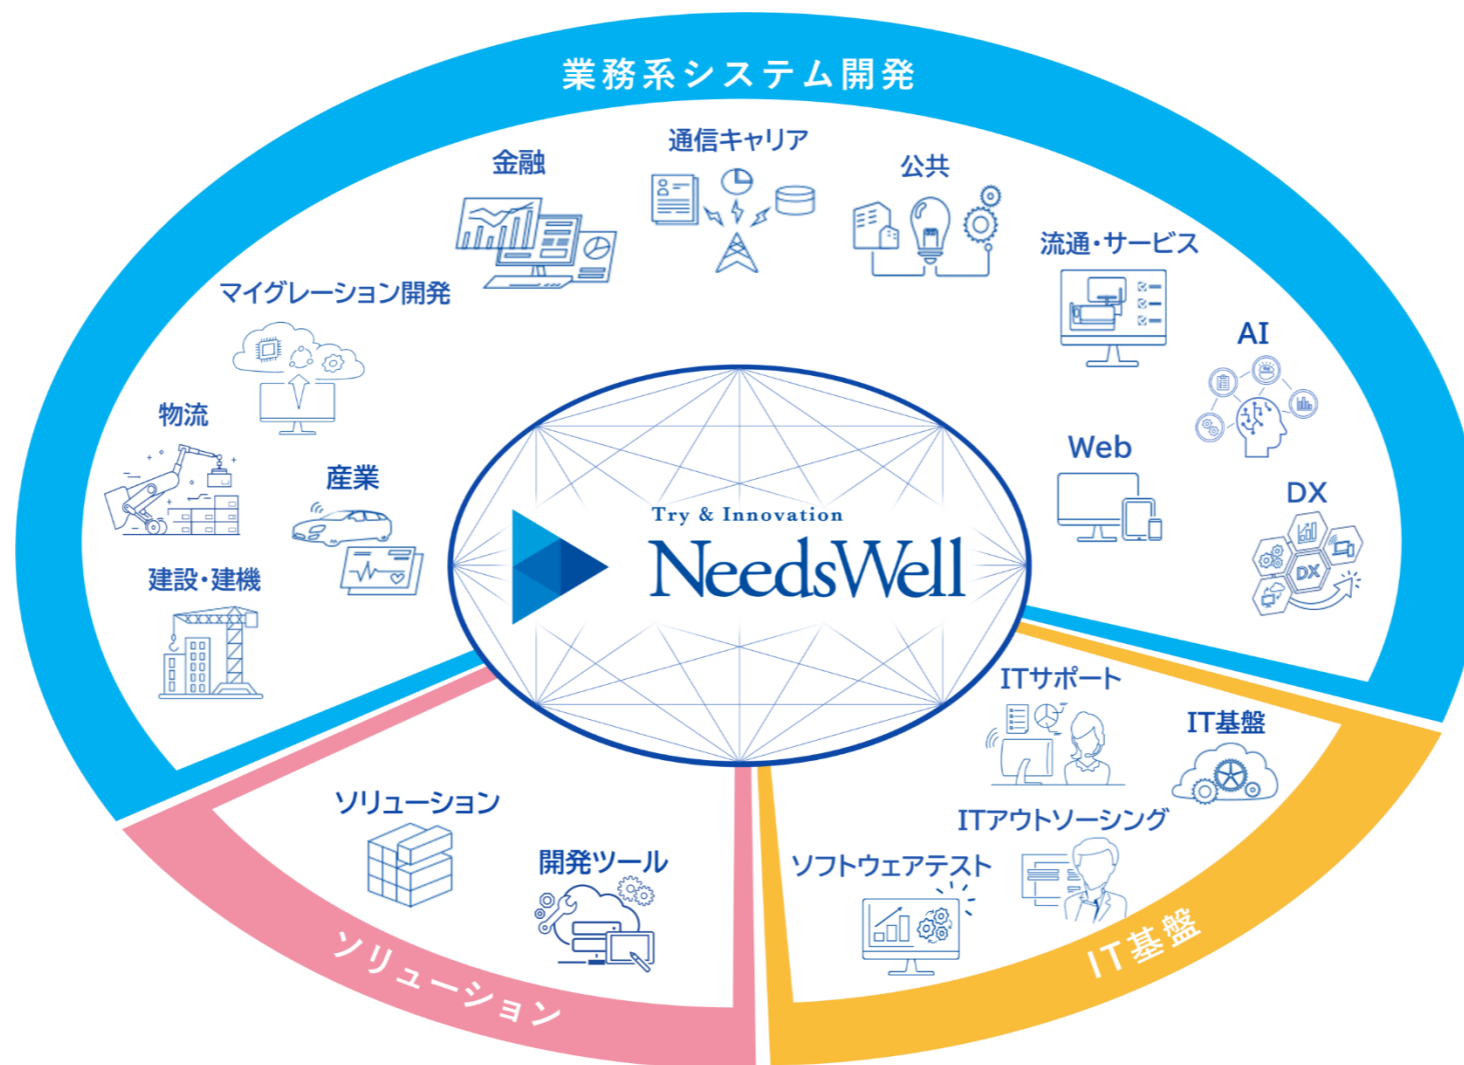 業務系システム開発
通信キャリア
金融
公共
流通・サービス
マイグレーション開発
AI
物流
Web
産業
DX
DX
建設・建機
Try & Innovation
NeedsWell
ITサポート
IT基盤
ソリューション
ITアウトソーシング
開発ツール
ソフトウェアテスト
ソリューション
IT基盤